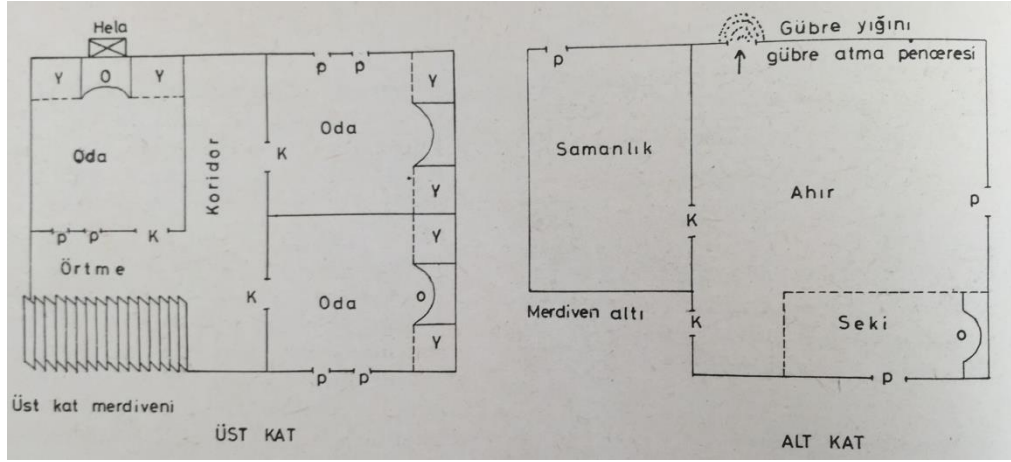 Hela
Y O Y
Oda
P P K
Örtme
Üst kat merdiveni
Koridor
P P
Oda
K
Y
Y
Y
K
Oda
O
Y
P P
ÜST KAT
Gübre yığını
gübre atma penceresi
P
Samanlık
Ahır
P
K
Merdiven altı
K
Seki
O
P
ALT KAT